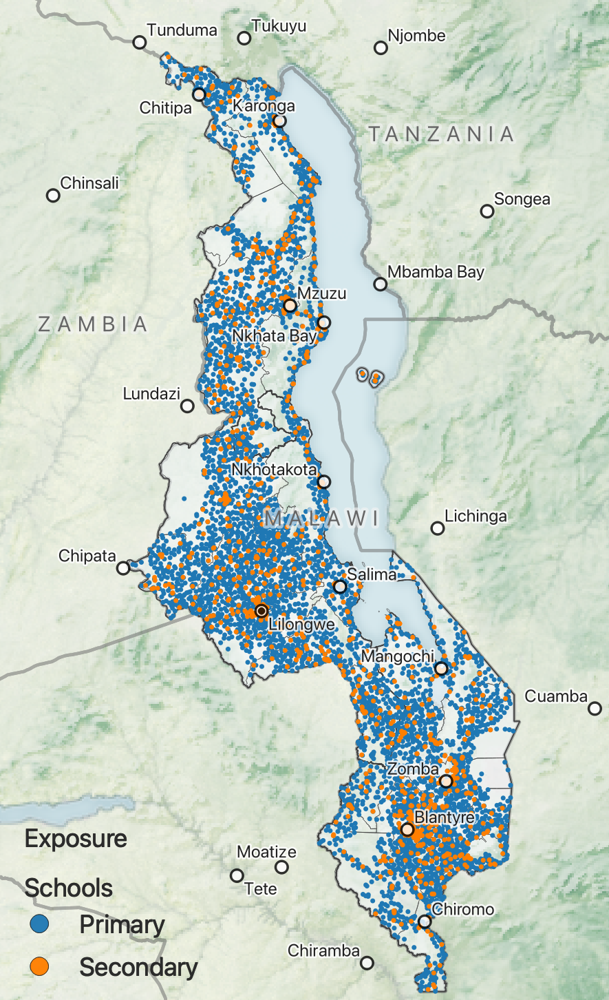 Tunduma
Tukuyu
Njombe
Chitipa
Karonga
TANZANIA
Chinsali
Songea
Mbamba Bay
Mzuzu
ZAMBIA
Nkhata Bay
Lundazi
Nkhotakota
MALAWI
Lichinga
Chipata
Salima
Lilongwe
Mangochi
Cuamba
Zomba
Blantyre
Exposure
Moatize
Schools
Tete
Chiromo
Primary
Chiramba
Secondary